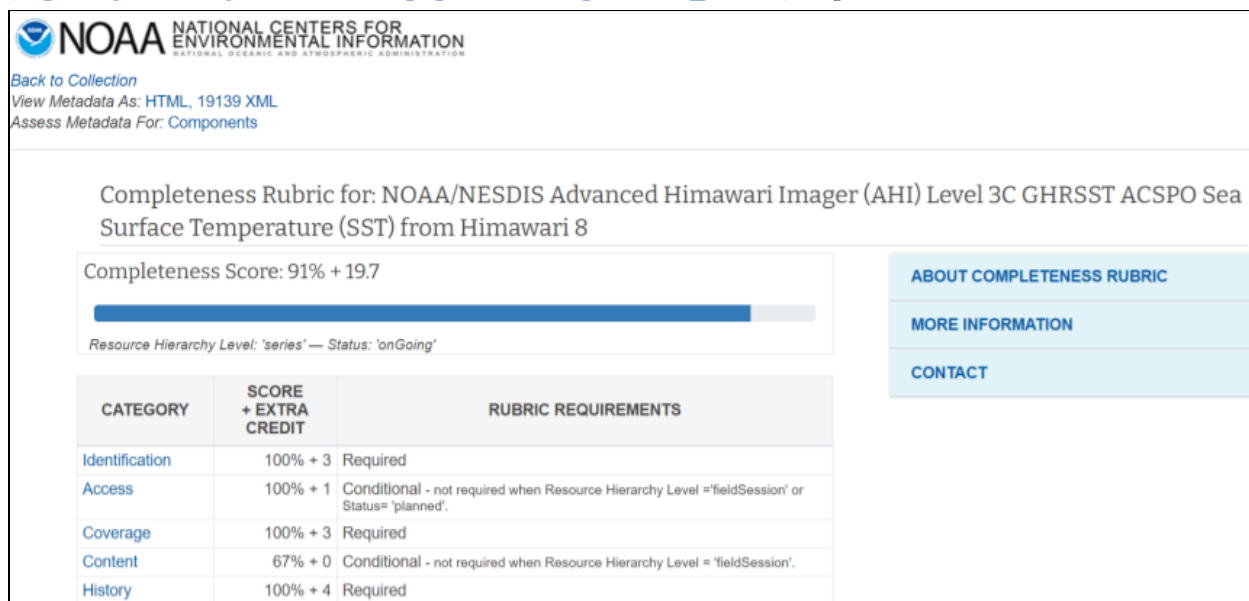 NOAA NATIONAL CENTERS FOR
ENVIRONMENTAL INFORMATION
NATIONAL OCEANIC AND ATMOSPHERIC ADMINISTRATION
Back to Collection
View Metadata As: HTML, 19139 XML
Assess Metadata For: Components
Completeness Rubric for: NOAA/NESDIS Advanced Himawari Imager (AHI) Level 3C GHRSST ACSPO Sea
Surface Temperature (SST) from Himawari 8
Completeness Score: 91% + 19.7
Resource Hierarchy Level: 'series' — Status: 'onGoing'
ABOUT COMPLETENESS RUBRIC
MORE INFORMATION
CONTACT
CATEGORY SCORE + EXTRA CREDIT RUBRIC REQUIREMENTS
Identification 100% + 3 Required
Access 100% + 1 Conditional - not required when Resource Hierarchy Level ='fieldSession' or
Status= 'planned'.
Coverage 100% + 3 Required
Content 67% + 0 Conditional - not required when Resource Hierarchy Level = 'fieldSession'.
History 100% + 4 Required